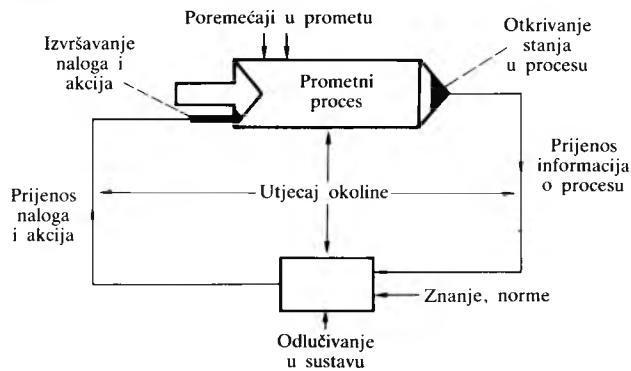 Poremećaji u prometu
Izvršavanje
naloga i
akcija
Otkrivanje
stanja
u procesu
Prometni
proces
Prijenos
informacija
o procesu
Prijenos
naloga
i akcija
Utjecaj okoline
Znanje, norme
Odlučivanje
u sustavu